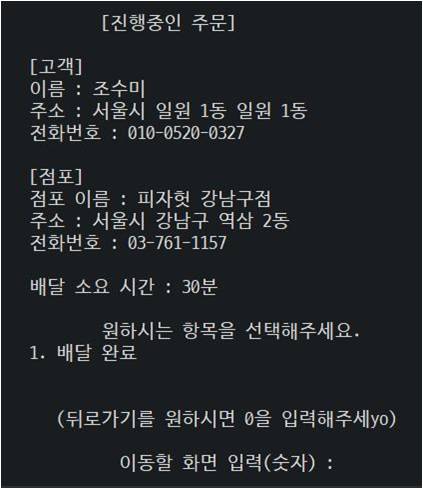 [진행중인 주문]
[고객]
이름 : 조수미
주소 : 서울시 일원 1동 일원 1동
전화번호 : 010-0520-0327
[점포]
점포 이름 : 피자헛 강남구점
주소 : 서울시 강남구 역삼 2동
전화번호 : 03-761-1157
배달 소요 시간 : 30분
원하시는 항목을 선택해주세요.
1. 배달 완료
(뒤로가기를 원하시면 0을 입력해주세yo)
이동할 화면 입력(숫자) :